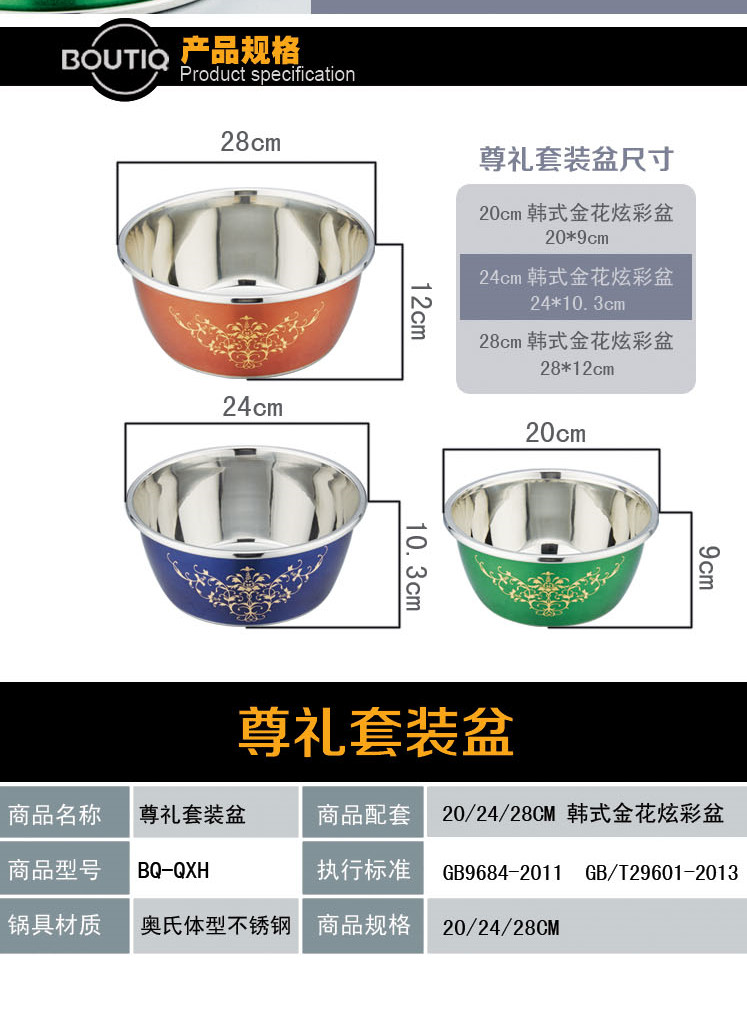 BOUTIQ
产品规格
Product specification
28cm
12cm
尊礼套装盆尺寸
20cm 韩式金花炫彩盆
20*9cm
24cm 韩式金花炫彩盆
24*10.3cm
28cm 韩式金花炫彩盆
28*12cm
24cm
10.3cm
20cm
9cm
尊礼套装盆
商品名称 尊礼套装盆 商品配套 20/24/28CM 韩式金花炫彩盆
商品型号 BQ-QXH 执行标准 GB9684-2011 GB/T29601-2013
锅具材质 奥氏体型不锈钢 商品规格 20/24/28CM